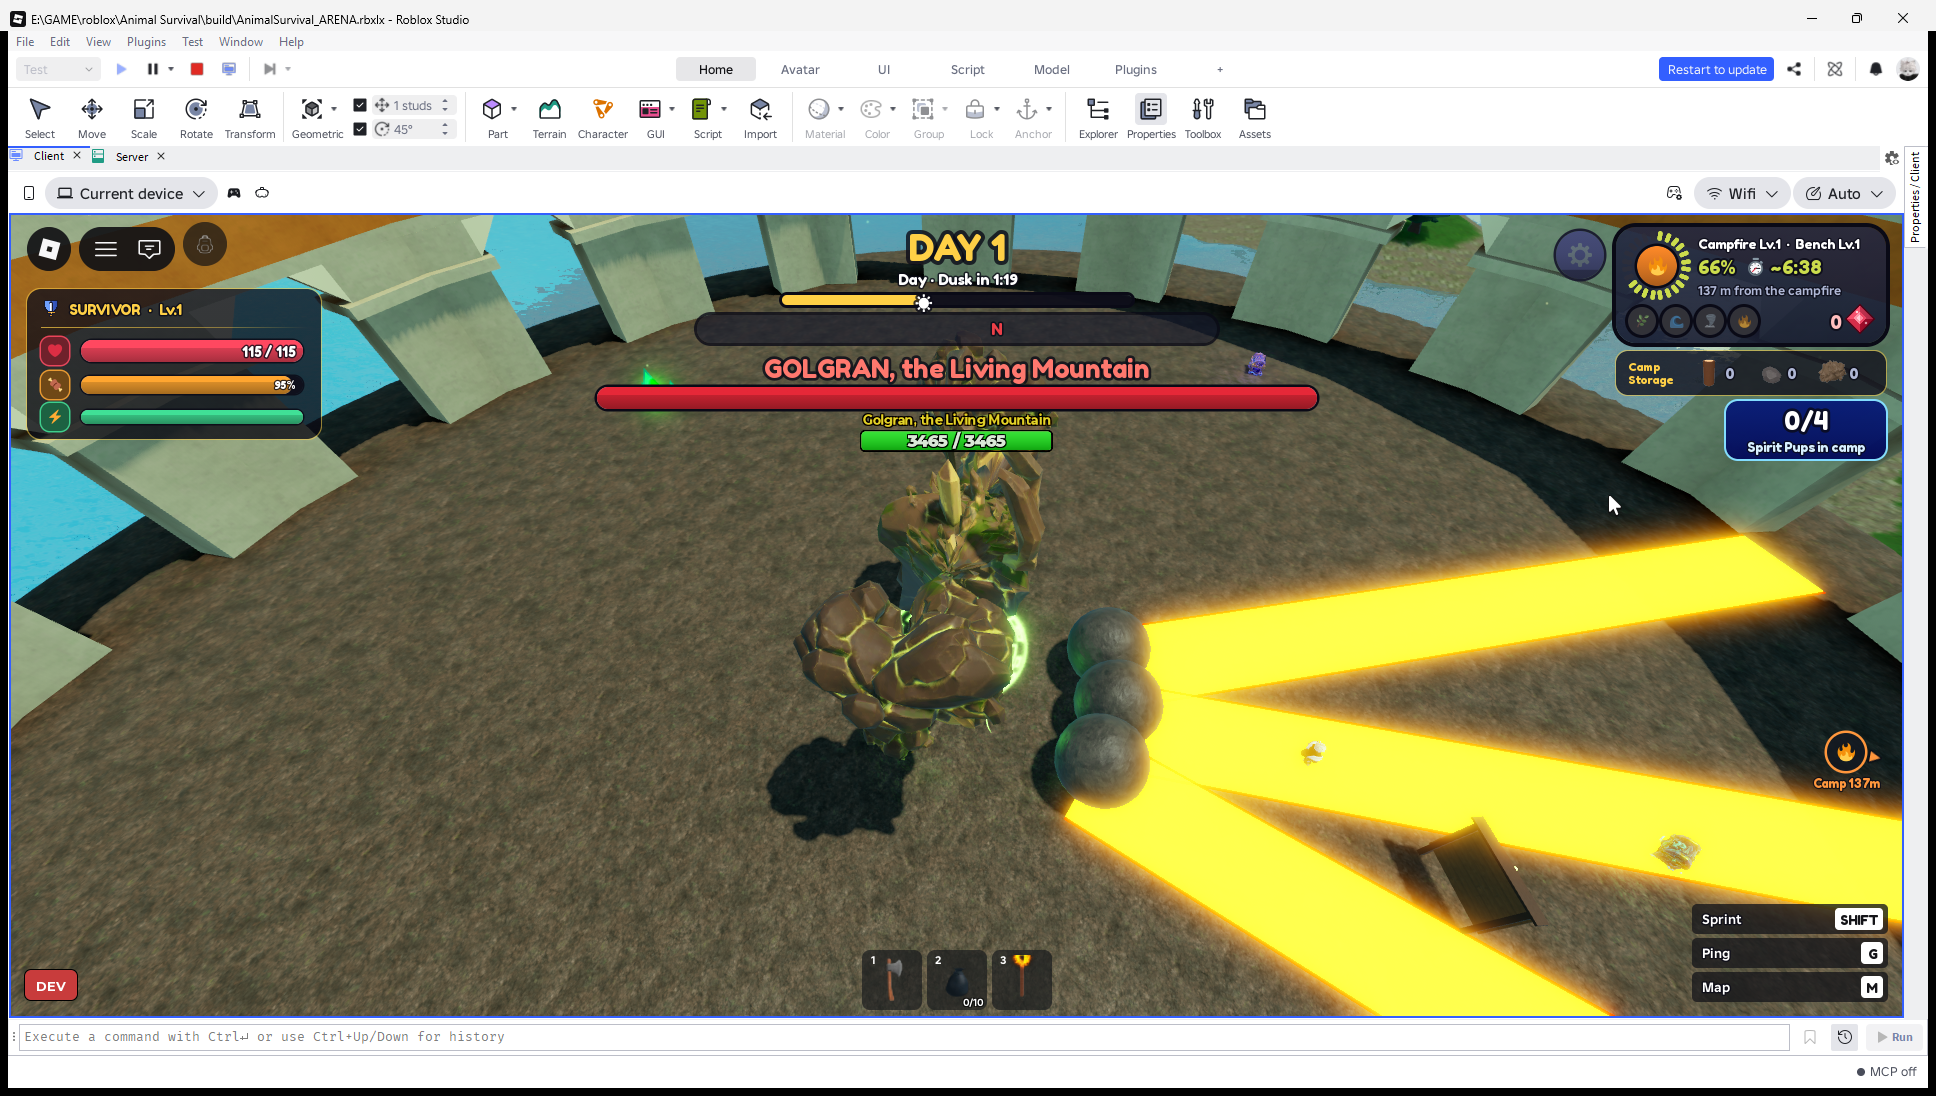 E:\GAME\roblox\Animal Survival\build\AnimalSurvival_ARENA.rbxlx - Roblox Studio
File Edit View Plugins Test Window Help
Test
Home Avatar UI Script Model Plugins +
Restart to update
Select Move Scale Rotate Transform Geometric
1 studs
45°
Part Terrain Character GUI Script Import Material Color Group Lock Anchor Explorer Properties Toolbox Assets
Client Server
Properties / Client
Current device
Wifi Auto
DAY 1
Day · Dusk in 1:19
N
GOLGRAN, the Living Mountain
Golgran, the Living Mountain
3465 / 3465
SURVIVOR · Lv.1
115 / 115
95%
Campfire Lv.1 · Bench Lv.1
66% ~6:38
137 m from the campfire
0
Camp Storage 0 0 0
0/4
Spirit Pups in camp
Camp 137m
Sprint SHIFT
Ping G
Map M
1 2 3
0/10
DEV
Execute a command with Ctrl↵ or use Ctrl+Up/Down for history
Run
MCP off